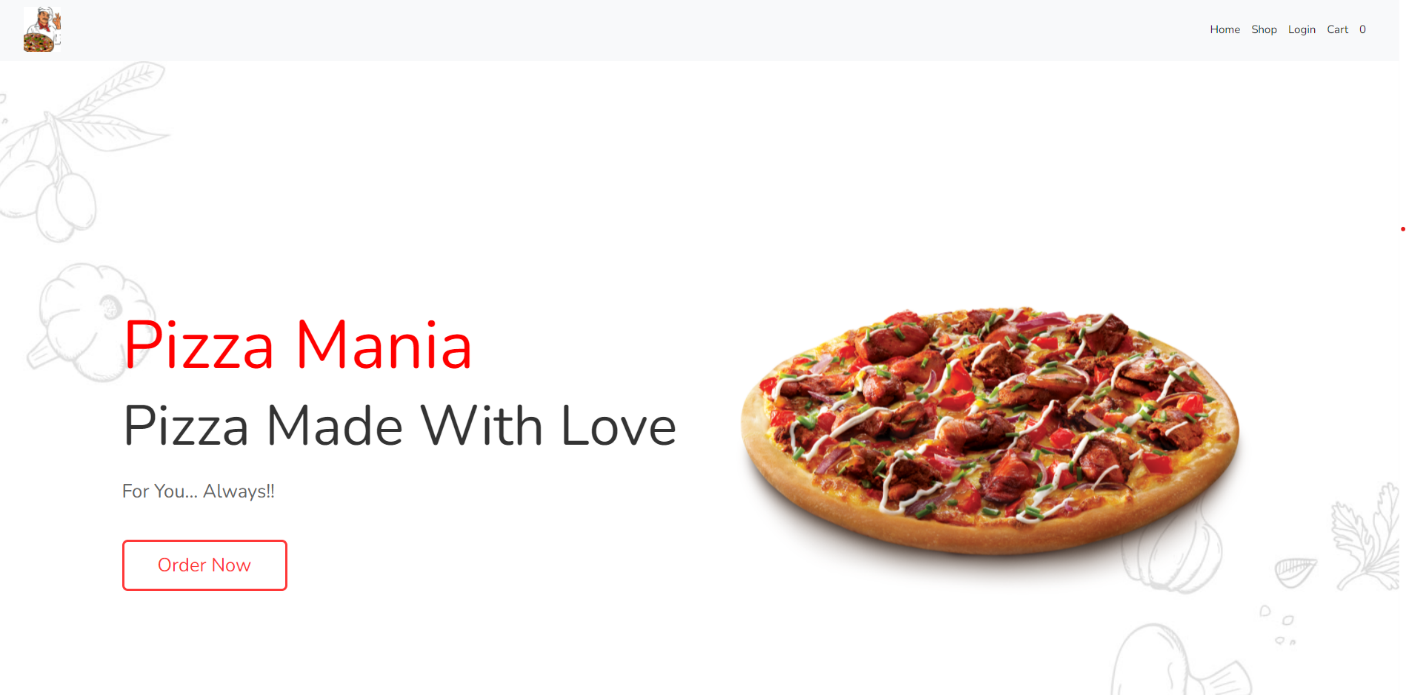 Home Shop Login Cart 0
Pizza Mania
Pizza Made With Love
For You... Always!!
Order Now